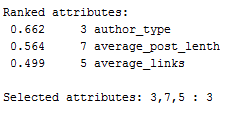 Ranked attributes:
0.662 3 author_type
0.564 7 average_post_lenth
0.499 5 average_links
Selected attributes: 3,7,5 : 3